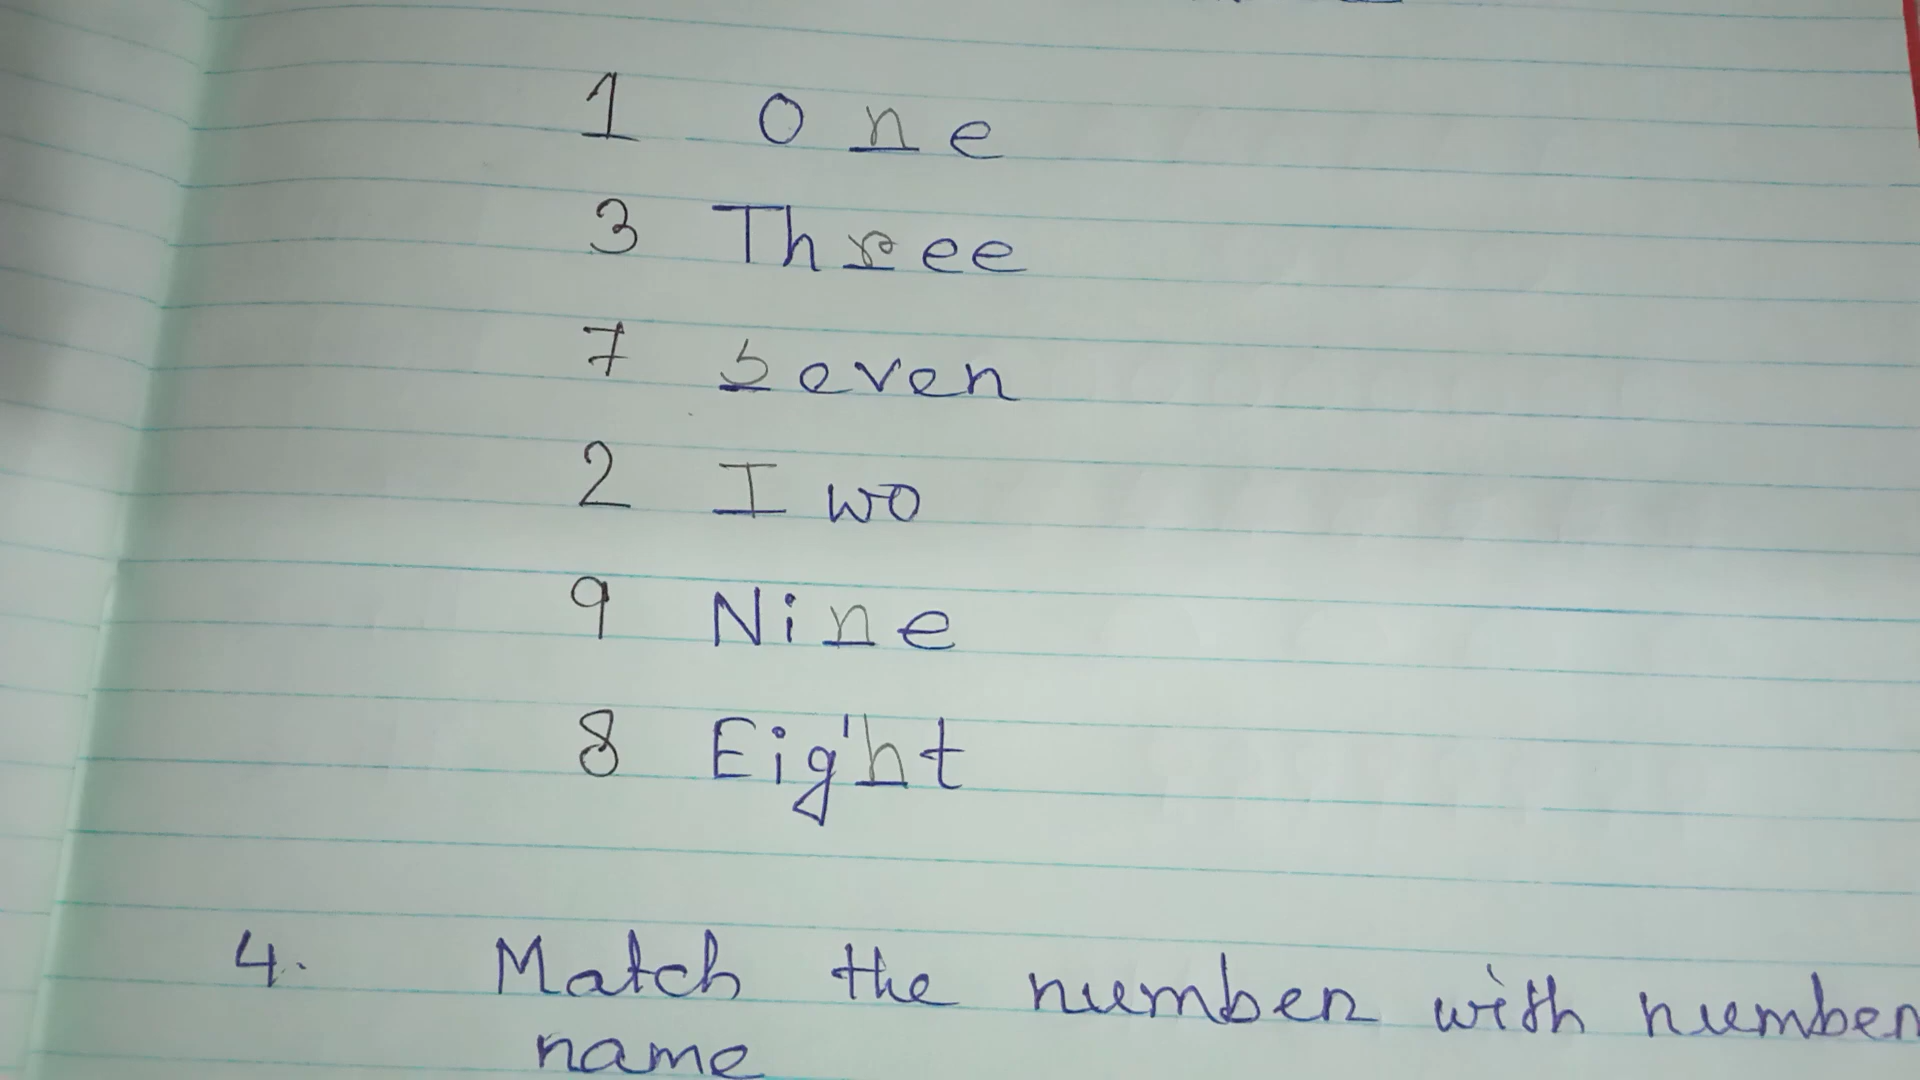 1 One
3 Three
7 Seven
2 Two
9 Nine
8 Eight
4. Match the number with number
name